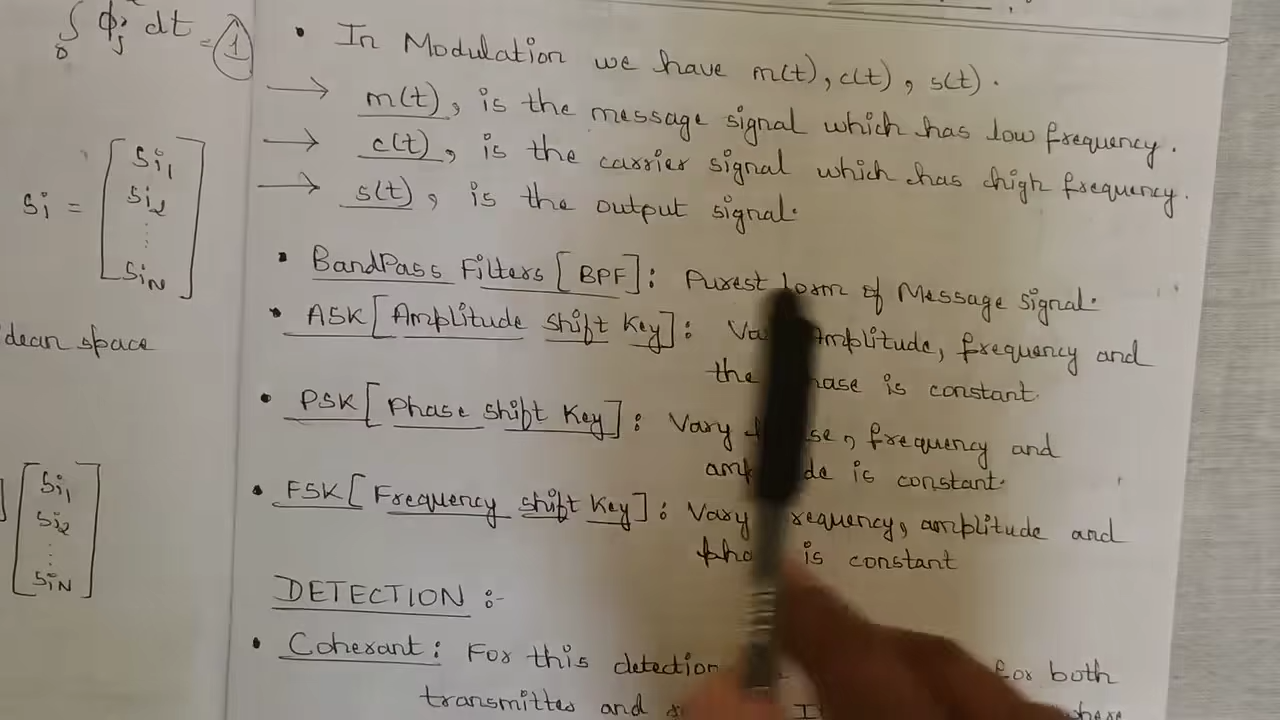 ∫₀ ϕⱼ² dt = 1
Si = [Si1 Si2 ⋮ SiN]
dean space
[Si1 Si2 ⋮ SiN]
• In Modulation we have m(t), c(t), s(t).
→ m(t), is the message signal which has low frequency.
→ c(t), is the carrier signal which has high frequency.
→ s(t), is the output signal.
• BandPass Filters [BPF]: Purest form of Message signal.
• ASK [Amplitude shift Key]: Amplitude, frequency and
the is constant.
• PSK [Phase shift Key]: Vary frequency and
is constant.
• FSK [Frequency shift Key]: Vary frequency, amplitude and
is constant
DETECTION :-
• Coherant: For this detection for both
transmitter and